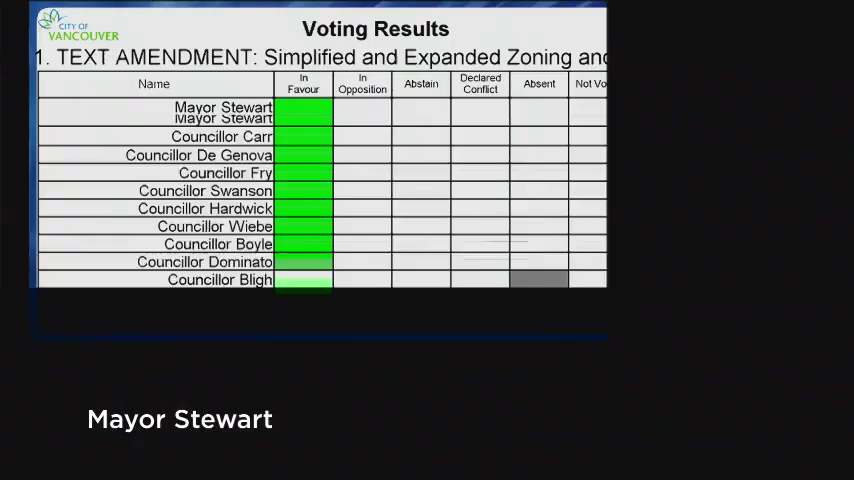 CITY OF
VANCOUVER
Voting Results
1. TEXT AMENDMENT: Simplified and Expanded Zoning and
Name
In Favour
In Opposition
Abstain
Declared Conflict
Absent
Not Vo
Mayor Stewart
Mayor Stewart
Councillor Carr
Councillor De Genova
Councillor Fry
Councillor Swanson
Councillor Hardwick
Councillor Wiebe
Councillor Boyle
Councillor Dominato
Councillor Bligh
Mayor Stewart